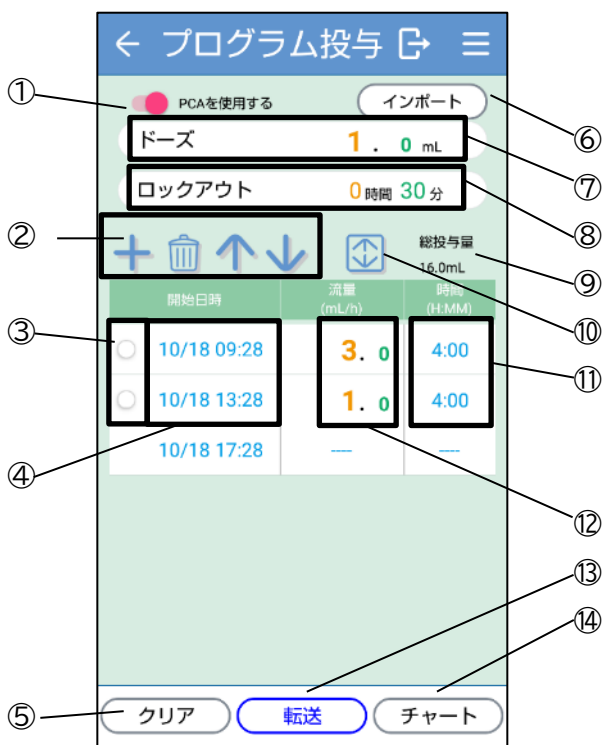 プログラム投与
① PCAを使用する インポート ⑥
ドーズ 1. 0 mL ⑦
ロックアウト 0 時間 30 分 ⑧
② 総投与量 ⑨
16.0mL
開始日時 流量 (mL/h) 時間 (H:MM) ⑩
③ 10/18 09:28 3. 0 4:00 ⑪
10/18 13:28 1. 0 4:00
④ 10/18 17:28 ---- ----
⑫
⑬
⑭
⑤ クリア 転送 チャート